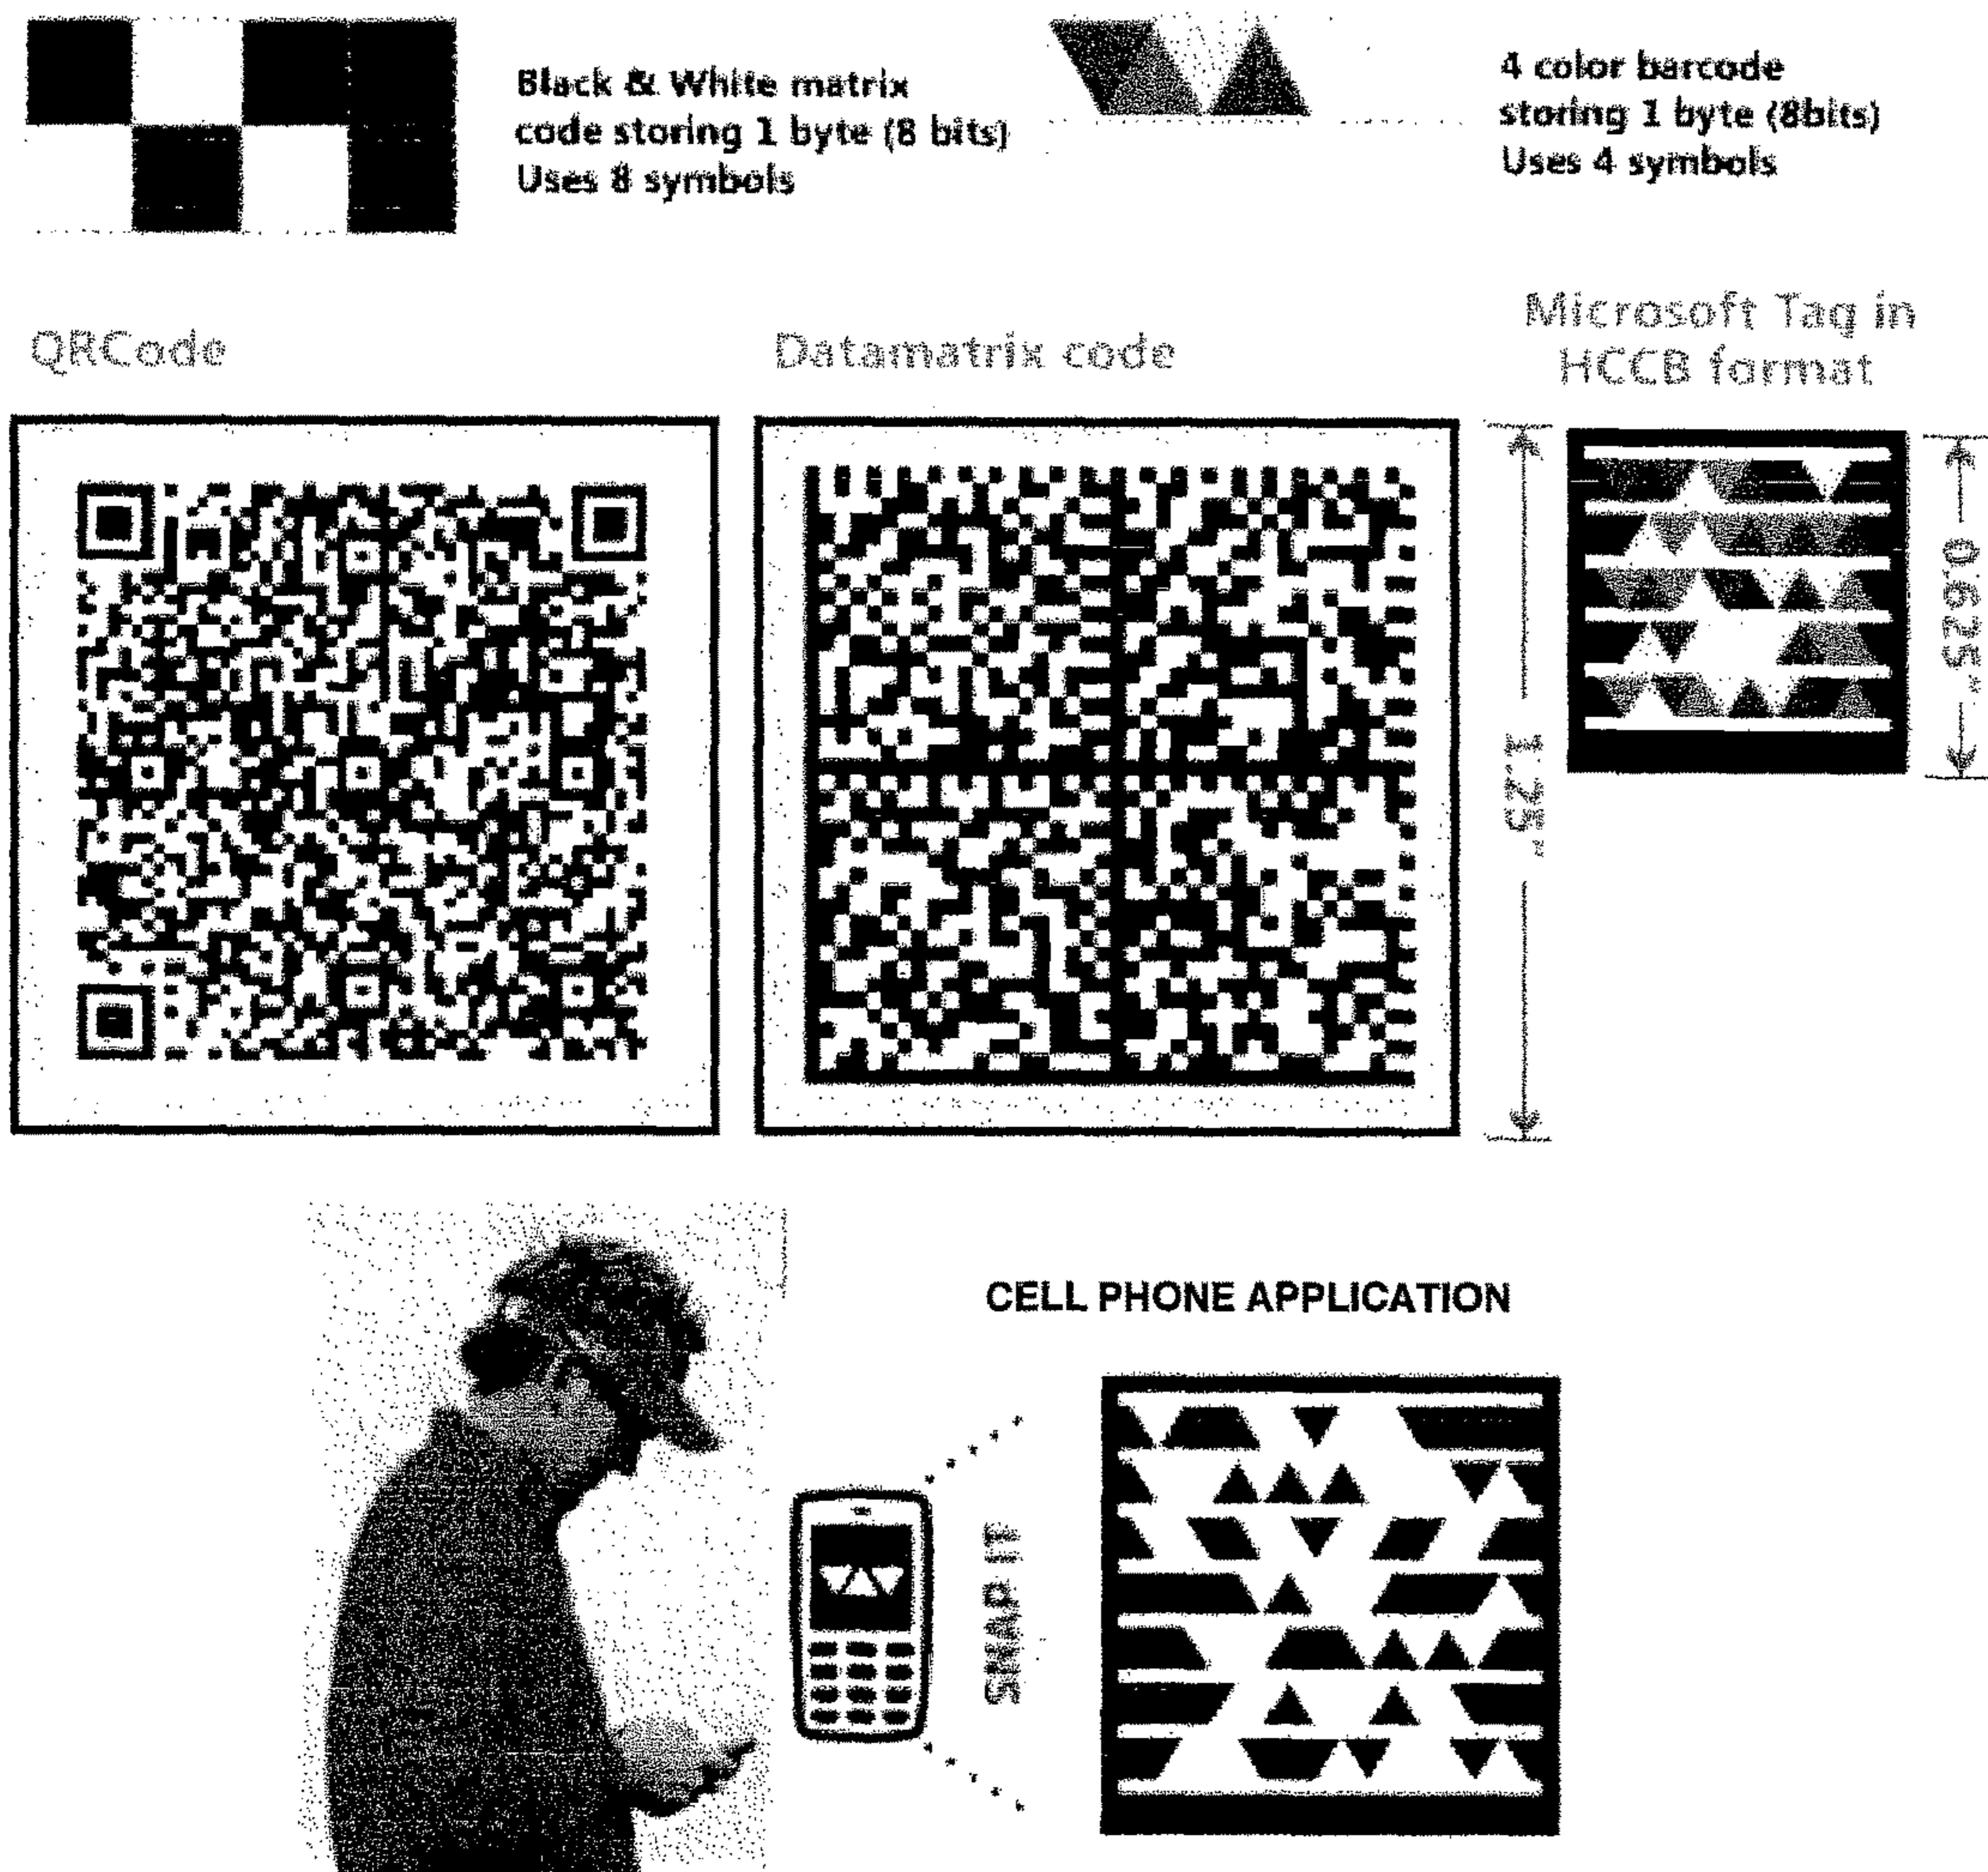 Black & White matrix
code storing 1 byte (8 bits)
Uses 8 symbols
4 color barcode
storing 1 byte (8bits)
Uses 4 symbols
QRCode
Datamatrix code
Microsoft Tag in
HCCB format
1.25"
0.625"
CELL PHONE APPLICATION
SNAP IT